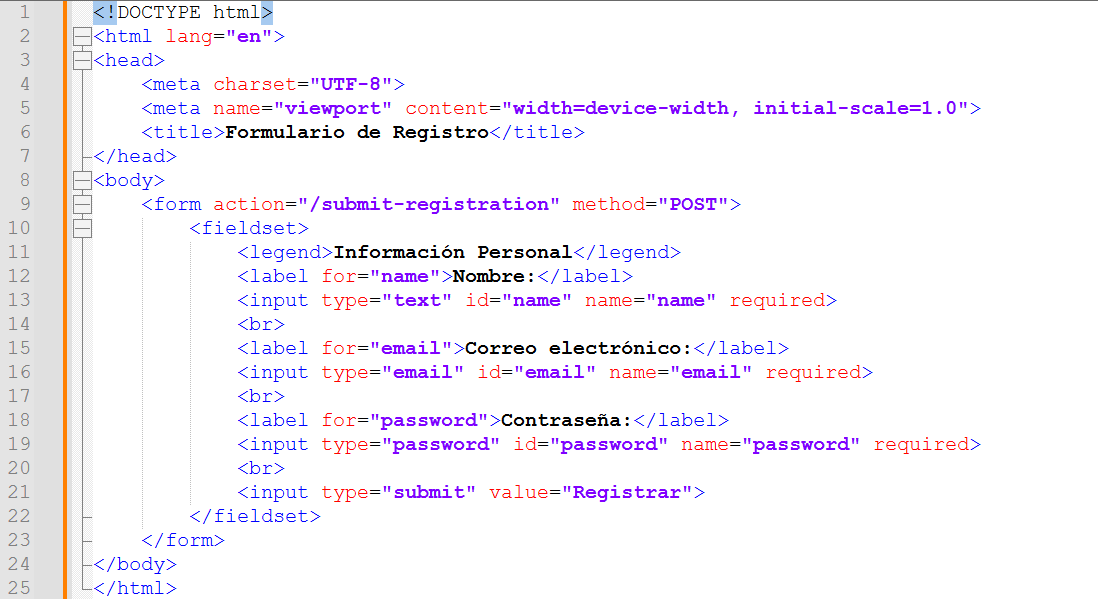 1 <!DOCTYPE html>
2 <html lang="en">
3 <head>
4     <meta charset="UTF-8">
5     <meta name="viewport" content="width=device-width, initial-scale=1.0">
6     <title>Formulario de Registro</title>
7 </head>
8 <body>
9     <form action="/submit-registration" method="POST">
10         <fieldset>
11             <legend>Información Personal</legend>
12             <label for="name">Nombre:</label>
13             <input type="text" id="name" name="name" required>
14             <br>
15             <label for="email">Correo electrónico:</label>
16             <input type="email" id="email" name="email" required>
17             <br>
18             <label for="password">Contraseña:</label>
19             <input type="password" id="password" name="password" required>
20             <br>
21             <input type="submit" value="Registrar">
22         </fieldset>
23     </form>
24 </body>
25 </html>